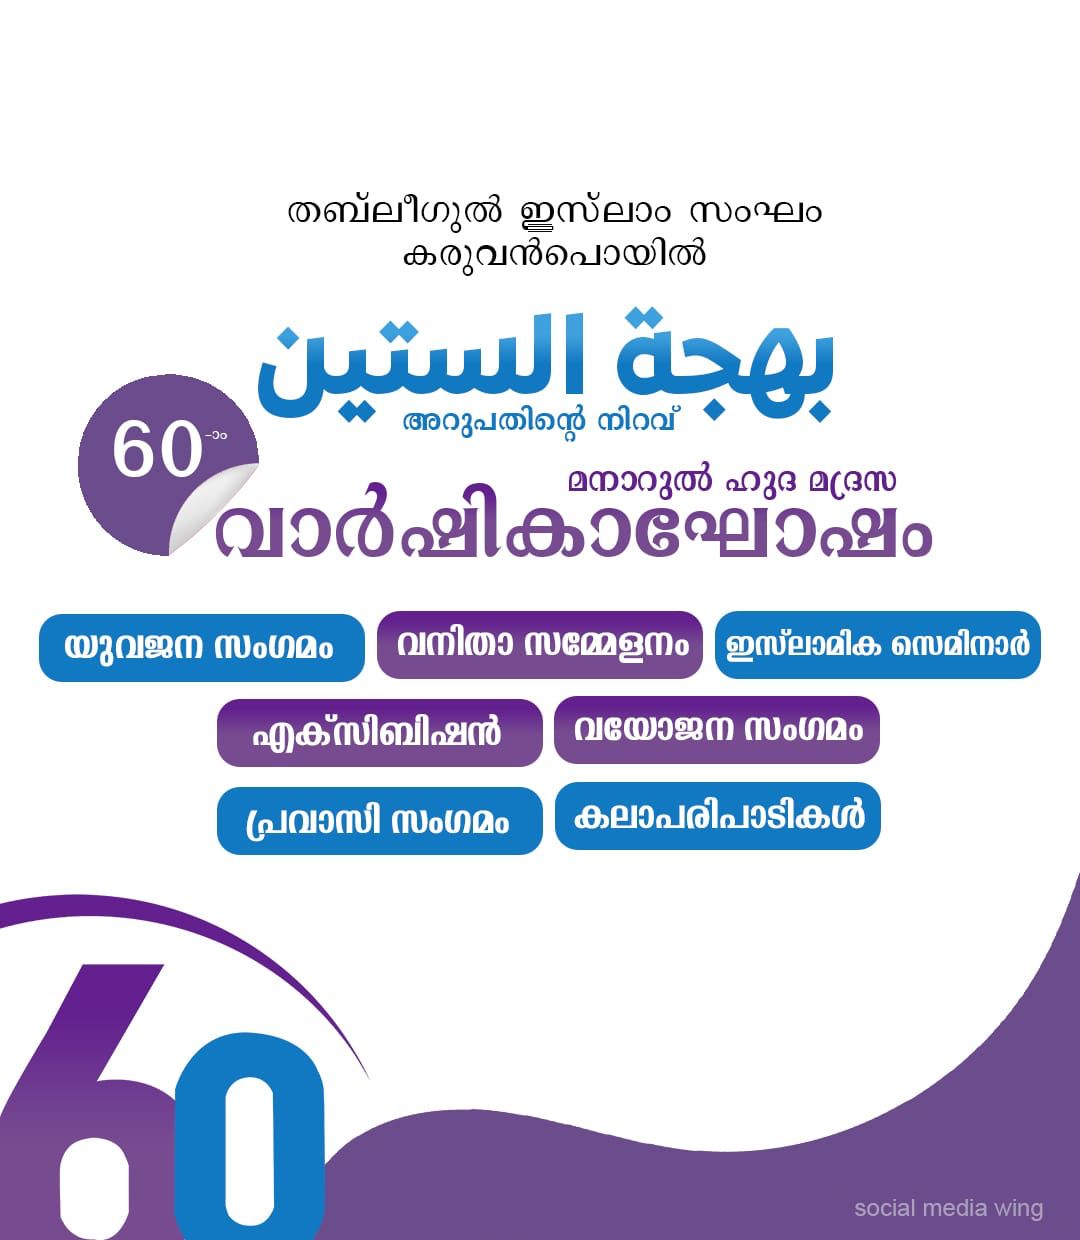 തബ്‌ലീഗുൽ ഇസ്‌ലാം സംഘം
കരുവൻപൊയിൽ
بهجة الستين
അറുപതിന്റെ നിറവ്
60-ാം
മനാറുൽ ഹുദ മദ്രസ
വാർഷികാഘോഷം
യുവജന സംഗമം
വനിതാ സമ്മേളനം
ഇസ്‌ലാമിക സെമിനാർ
എക്സിബിഷൻ
വയോജന സംഗമം
പ്രവാസി സംഗമം
കലാപരിപാടികൾ
60
social media wing